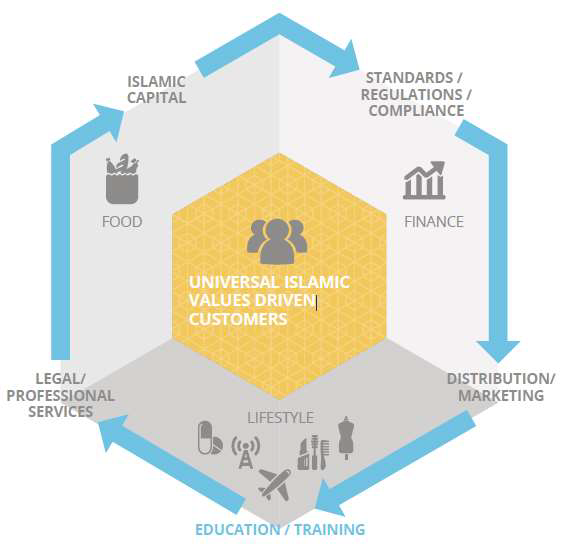 ISLAMIC
CAPITAL
STANDARDS /
REGULATIONS /
COMPLIANCE
FOOD
FINANCE
UNIVERSAL ISLAMIC
VALUES DRIVEN
CUSTOMERS
LEGAL/
PROFESSIONAL
SERVICES
DISTRIBUTION/
MARKETING
LIFESTYLE
EDUCATION / TRAINING